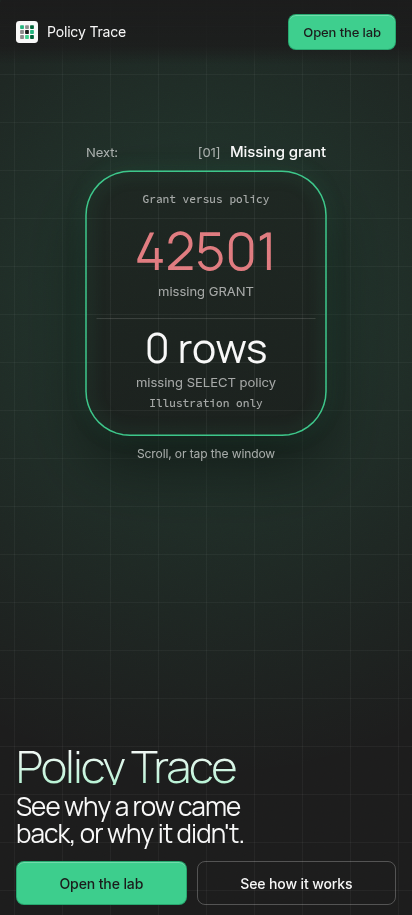 Policy Trace
Open the lab
Next: [01] Missing grant
Grant versus policy
42501
missing GRANT
0 rows
missing SELECT policy
Illustration only
Scroll, or tap the window
Policy Trace
See why a row came
back, or why it didn't.
Open the lab
See how it works